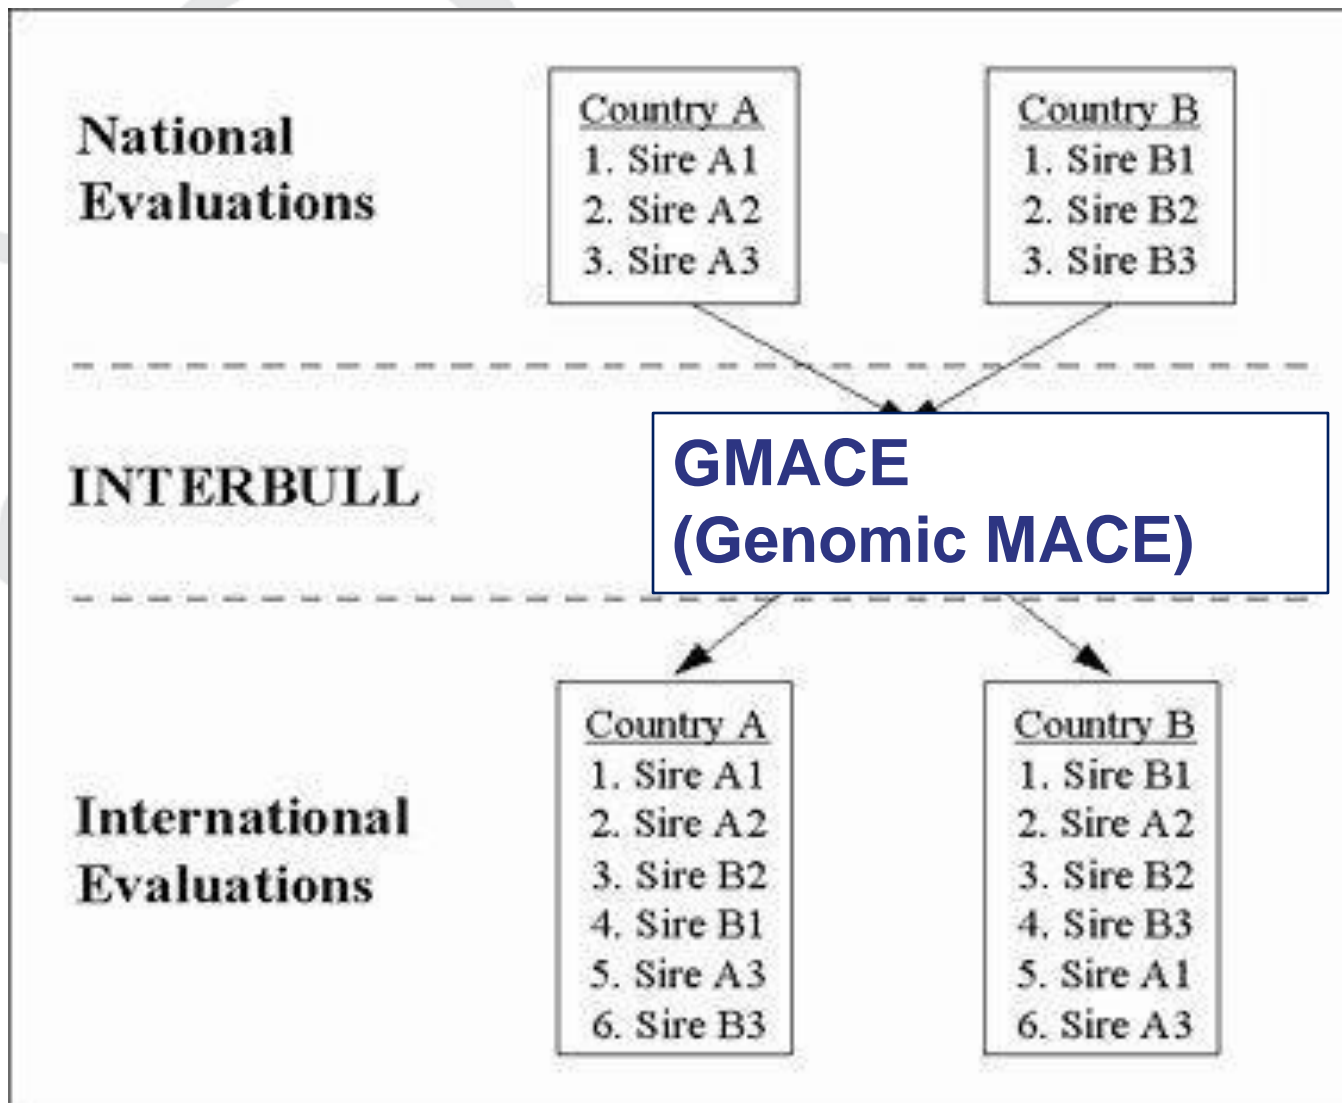 National
Evaluations
Country A
1. Sire A1
2. Sire A2
3. Sire A3
Country B
1. Sire B1
2. Sire B2
3. Sire B3
INTERBULL
GMACE
(Genomic MACE)
International
Evaluations
Country A
1. Sire A1
2. Sire A2
3. Sire B2
4. Sire B1
5. Sire A3
6. Sire B3
Country B
1. Sire B1
2. Sire A2
3. Sire B2
4. Sire B3
5. Sire A1
6. Sire A3